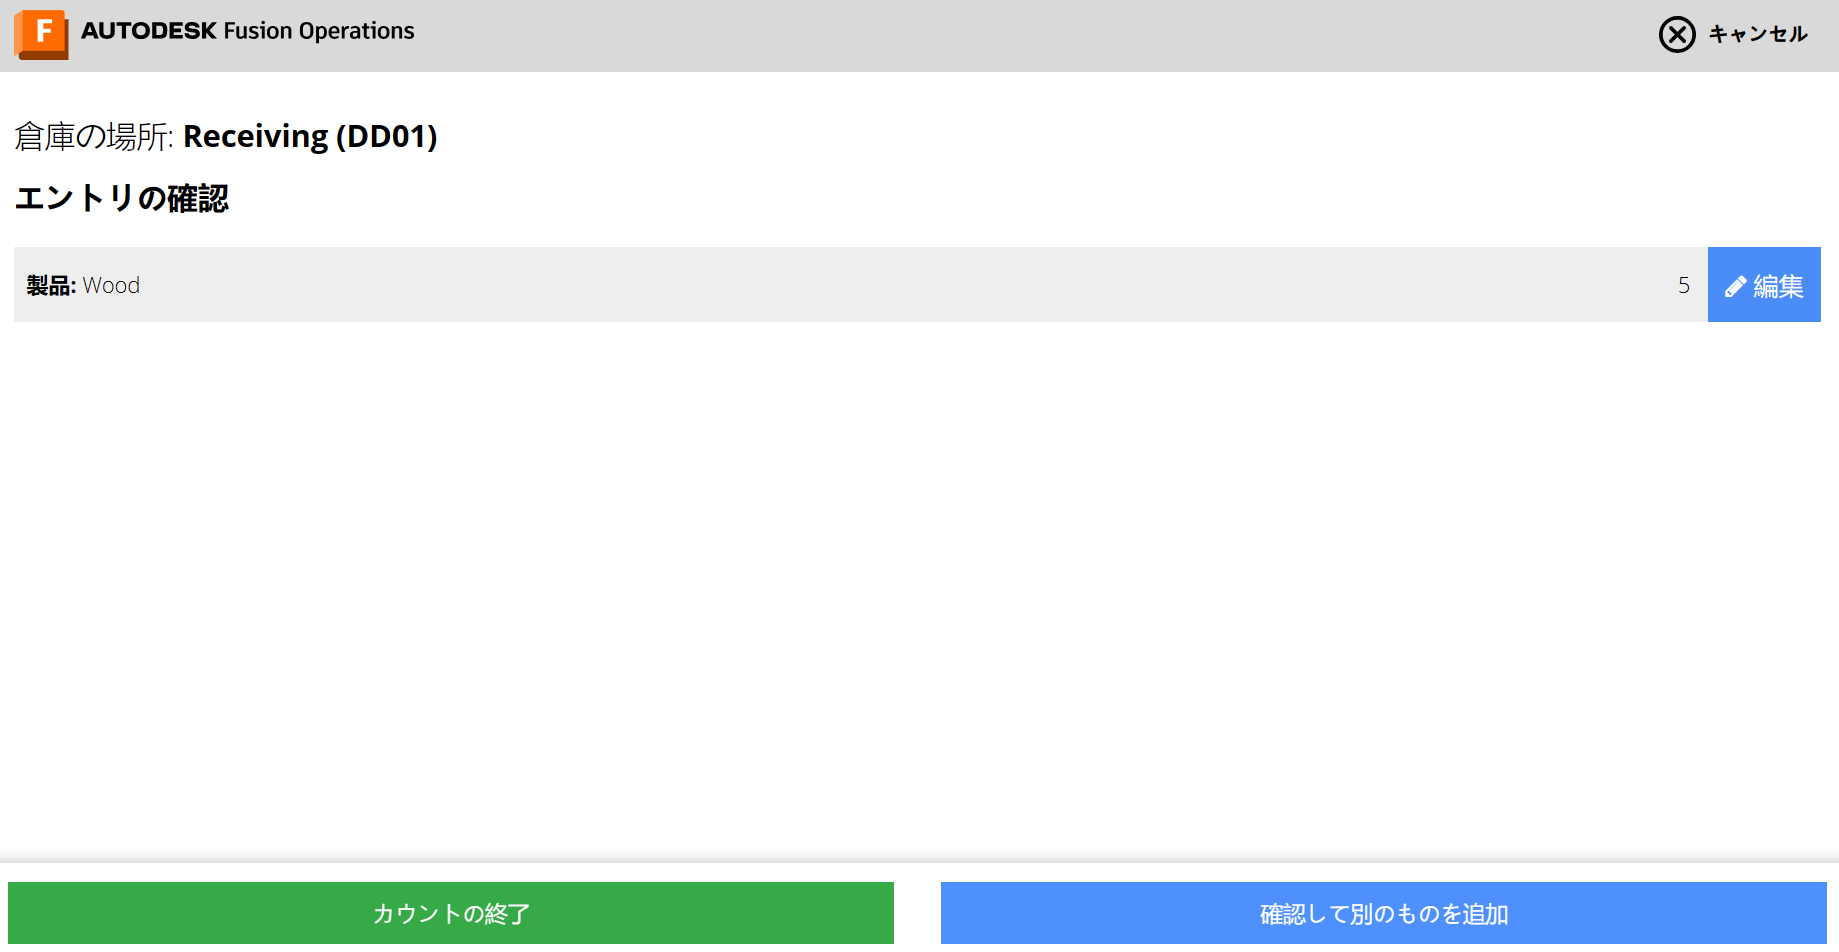 F AUTODESK Fusion Operations
キャンセル
倉庫の場所: Receiving (DD01)
エントリの確認
製品: Wood 5 編集
カウントの終了
確認して別のものを追加